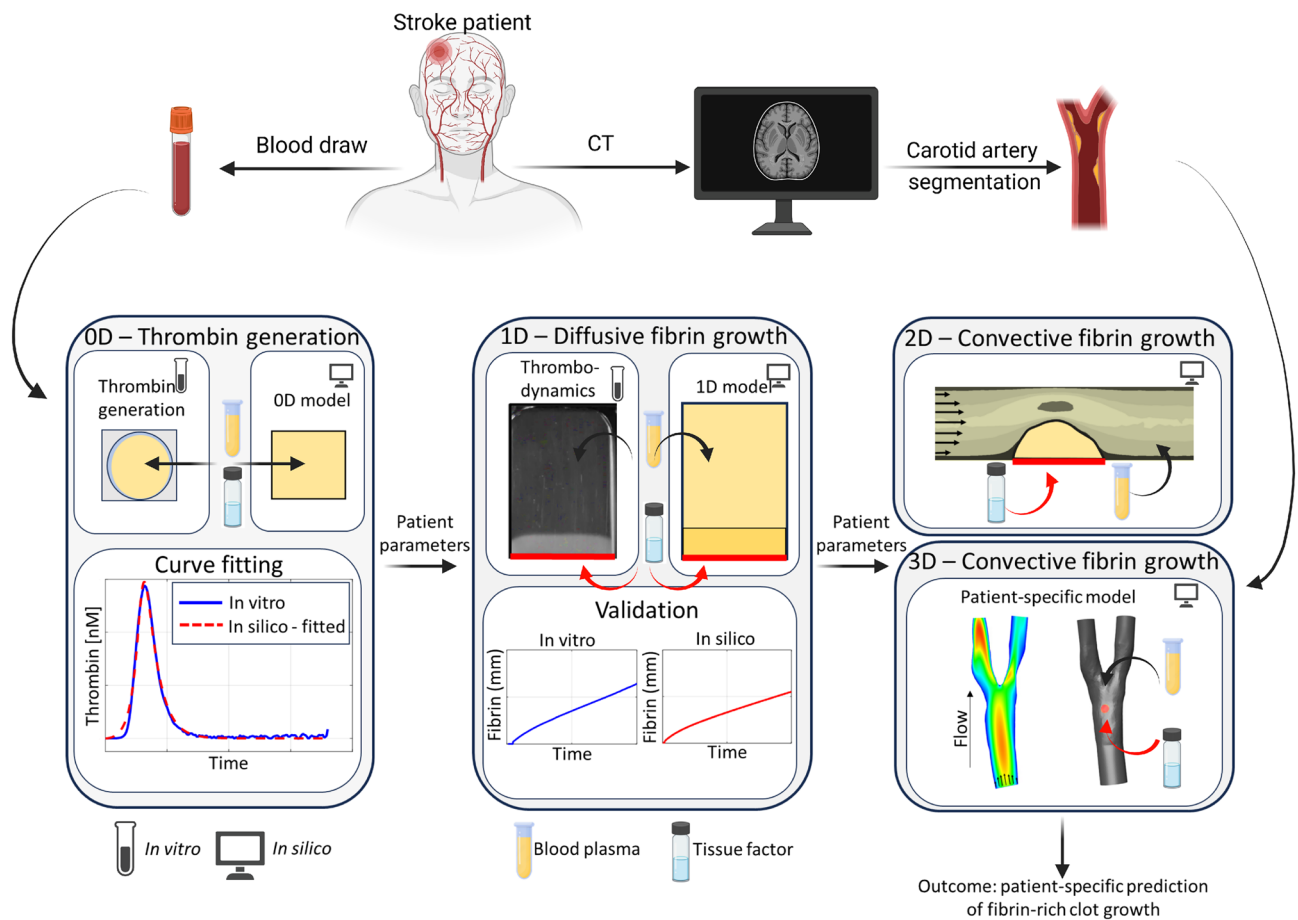 Stroke patient
Blood draw
CT
Carotid artery
segmentation
0D – Thrombin generation
Thrombin
generation
0D model
Curve fitting
In vitro
In silico - fitted
Thrombin [nM]
Time
Patient
parameters
1D – Diffusive fibrin growth
Thrombo-
dynamics
1D model
Validation
In vitro
In silico
Fibrin (mm)
Time
Fibrin (mm)
Time
Patient
parameters
2D – Convective fibrin growth
3D – Convective fibrin growth
Patient-specific model
Flow
In vitro
In silico
Blood plasma
Tissue factor
Outcome: patient-specific prediction
of fibrin-rich clot growth